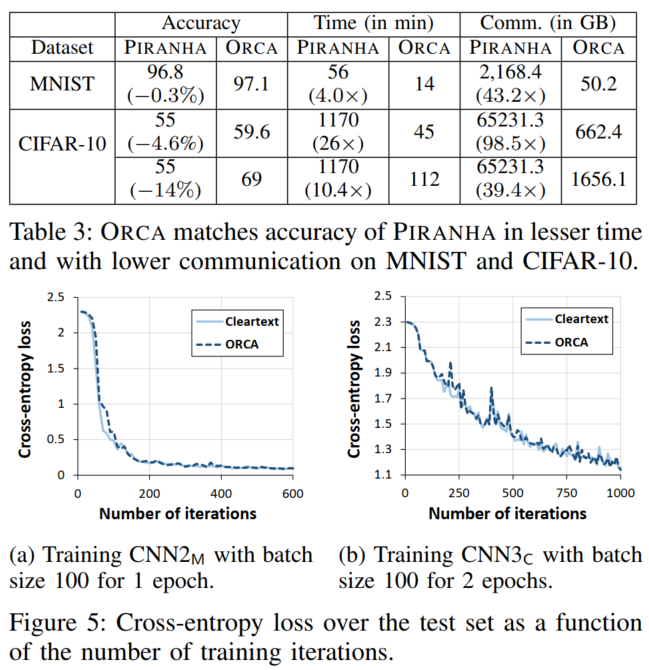 Accuracy Time (in min) Comm. (in GB)
Dataset PIRANHA ORCA PIRANHA ORCA PIRANHA ORCA
MNIST 96.8 (−0.3%) 97.1 56 (4.0×) 14 2,168.4 (43.2×) 50.2
CIFAR-10 55 (−4.6%) 59.6 1170 (26×) 45 65231.3 (98.5×) 662.4
55 (−14%) 69 1170 (10.4×) 112 65231.3 (39.4×) 1656.1
Table 3: ORCA matches accuracy of PIRANHA in lesser time
and with lower communication on MNIST and CIFAR-10.
2.5
2
1.5
1
0.5
0
Cross-entropy loss
Cleartext
ORCA
0 200 400 600
Number of iterations
2.5
2.3
2.1
1.9
1.7
1.5
1.3
1.1
Cross-entropy loss
Cleartext
ORCA
0 250 500 750 1000
Number of iterations
(a) Training CNN2M with batch
size 100 for 1 epoch.
(b) Training CNN3C with batch
size 100 for 2 epochs.
Figure 5: Cross-entropy loss over the test set as a function
of the number of training iterations.